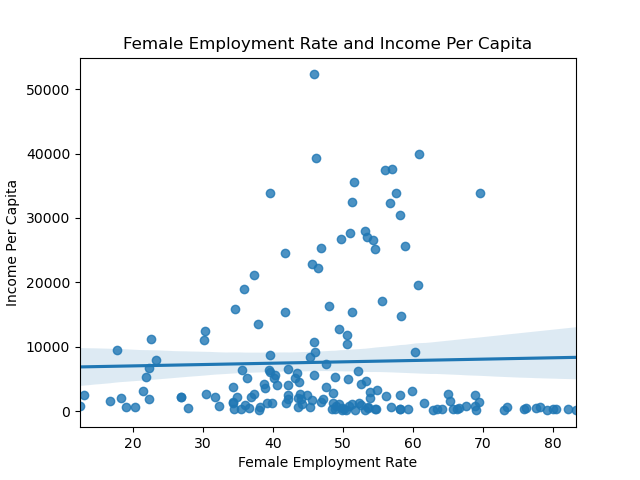 Female Employment Rate and Income Per Capita
50000
40000
30000
20000
10000
0
Income Per Capita
20 30 40 50 60 70 80
Female Employment Rate